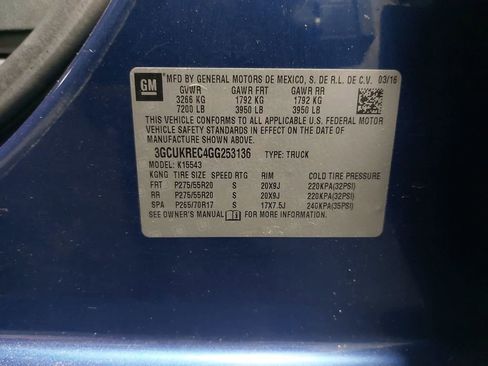 GM
MFD BY GENERAL MOTORS DE MEXICO, S. DE R.L. DE C.V. 03/16
GVWR GAWR FRT GAWR RR
3266 KG 1792 KG 1792 KG
7200 LB 3950 LB 3950 LB
THIS VEHICLE CONFORMS TO ALL APPLICABLE U.S. FEDERAL MOTOR
VEHICLE SAFETY STANDARDS IN EFFECT ON THE DATE OF
MANUFACTURE SHOWN ABOVE.
3GCUKREC4GG253136 TYPE: TRUCK
MODEL: K15543
KGNG TIRE SIZE SPEED RTG RIM COLD TIRE PRESSURE
FRT P275/55R20 S 20X9J 220KPA(32PSI)
RR P275/55R20 S 20X9J 220KPA(32PSI)
SPA P265/70R17 S 17X7.5J 240KPA(35PSI)
SEE OWNER'S MANUAL FOR MORE INFORMATION.